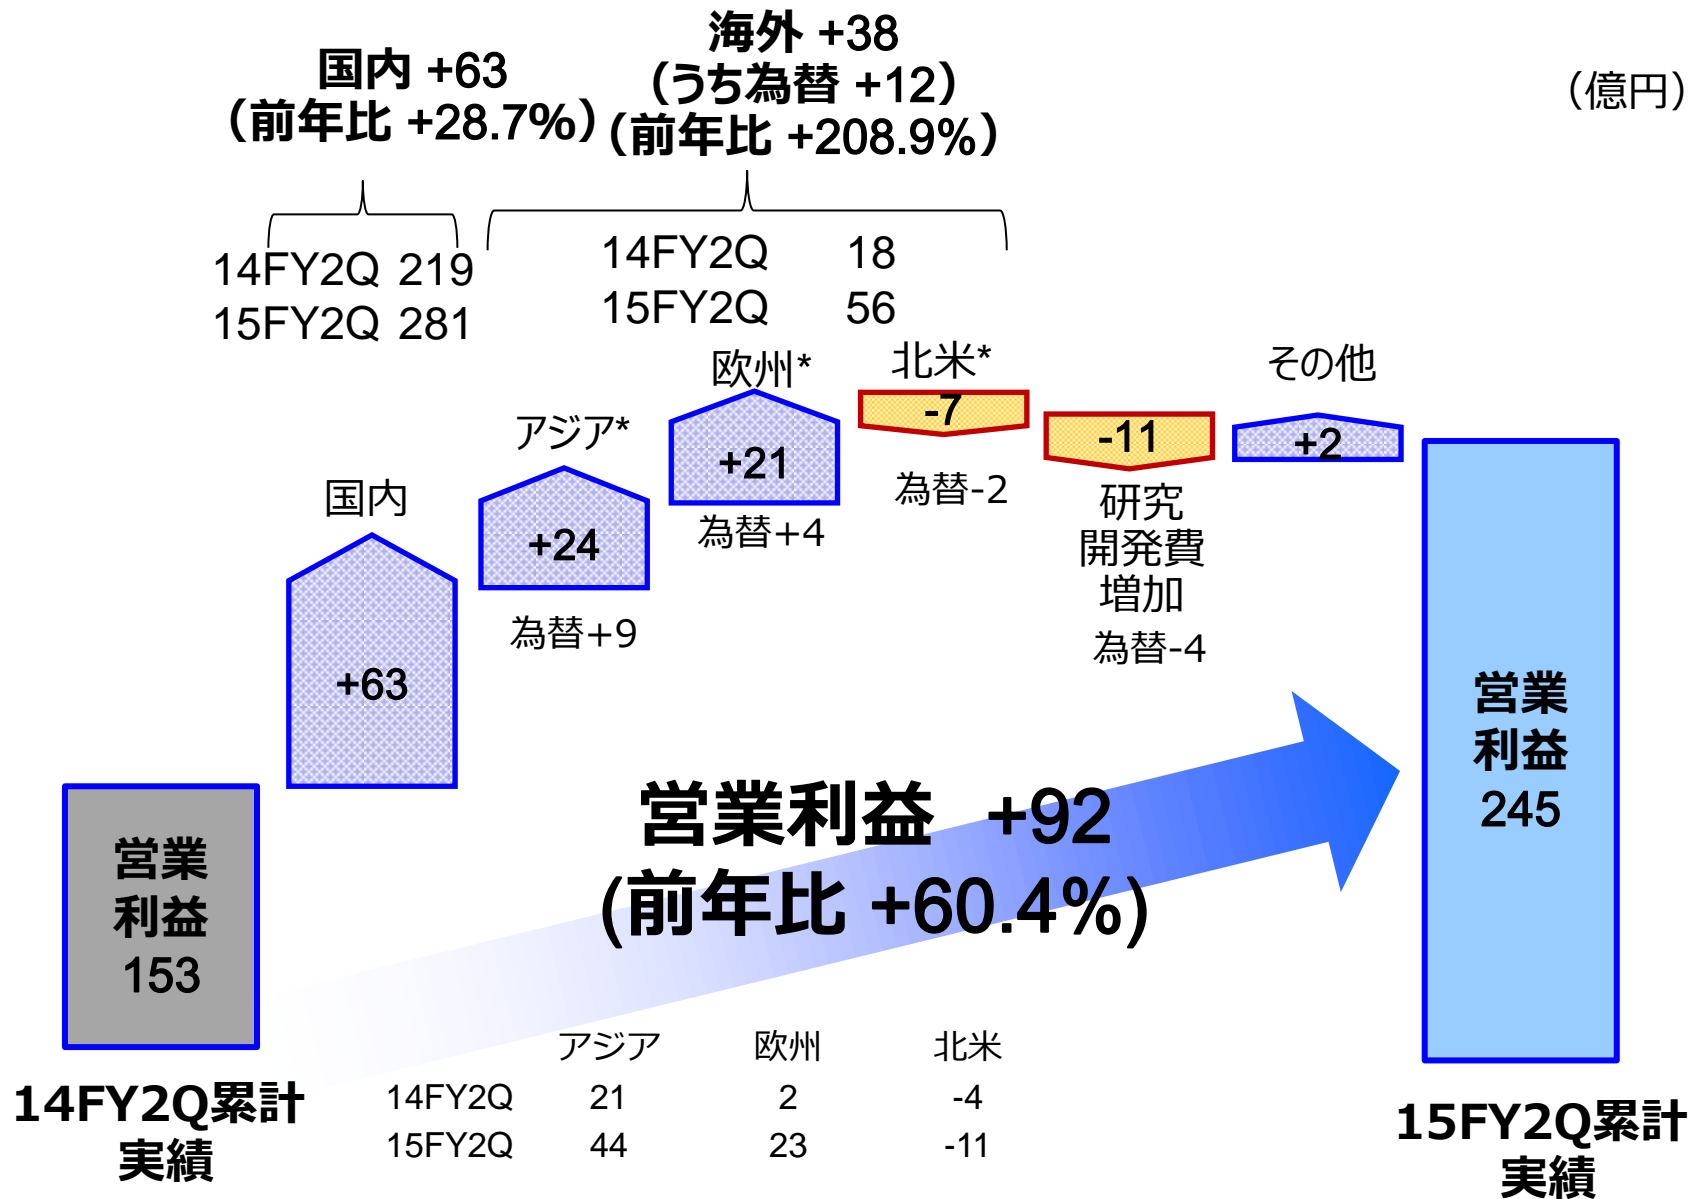 海外 +38
(うち為替 +12)
(前年比 +208.9%)
国内 +63
(前年比 +28.7%)
(億円)
14FY2Q 219
15FY2Q 281
14FY2Q 18
15FY2Q 56
国内
+63
アジア*
+24
為替+9
欧州*
+21
為替+4
北米*
-7
為替-2
-11
研究
開発費
増加
為替-4
その他
+2
営業
利益
153
14FY2Q累計
実績
営業利益 +92
(前年比 +60.4%)
営業
利益
245
15FY2Q累計
実績
アジア 欧州 北米
14FY2Q 21 2 -4
15FY2Q 44 23 -11